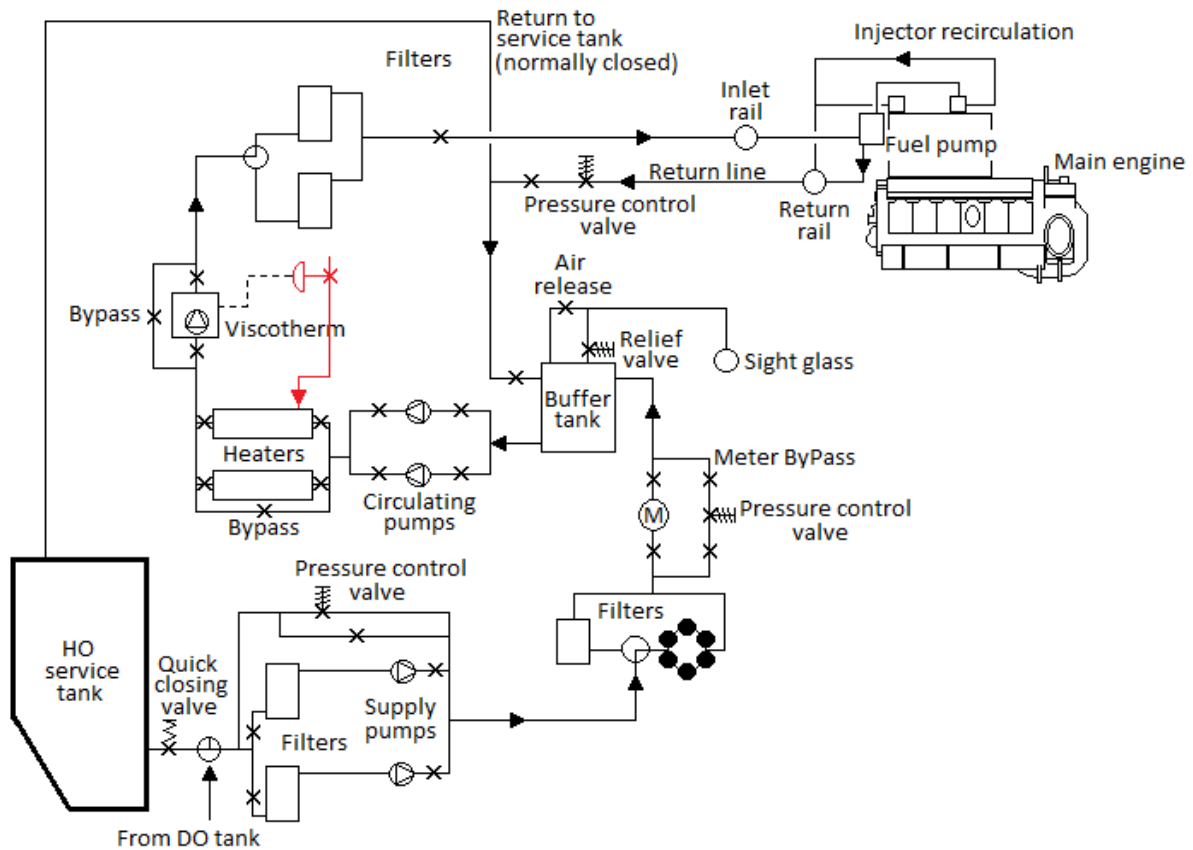 Return to
service tank
(normally closed)
Filters
Injector recirculation
Inlet
rail
Fuel pump
Main engine
Return line
Pressure control
valve
Return
rail
Air
release
Bypass
Viscotherm
Relief
valve
Sight glass
Buffer
tank
Heaters
Meter ByPass
Circulating
pumps
Bypass
M
Pressure control
valve
Pressure control
valve
Filters
HO
service
tank
Quick
closing
valve
Supply
pumps
Filters
From DO tank